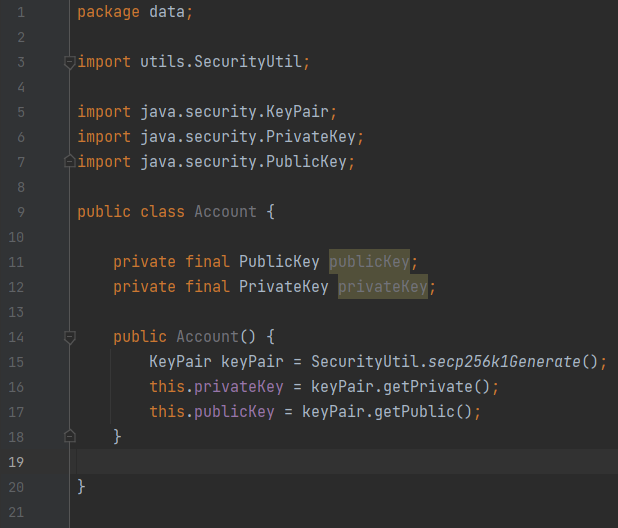 1 package data;
2
3 import utils.SecurityUtil;
4
5 import java.security.KeyPair;
6 import java.security.PrivateKey;
7 import java.security.PublicKey;
8
9 public class Account {
10
11     private final PublicKey publicKey;
12     private final PrivateKey privateKey;
13
14     public Account() {
15         KeyPair keyPair = SecurityUtil.secp256k1Generate();
16         this.privateKey = keyPair.getPrivate();
17         this.publicKey = keyPair.getPublic();
18     }
19
20 }
21